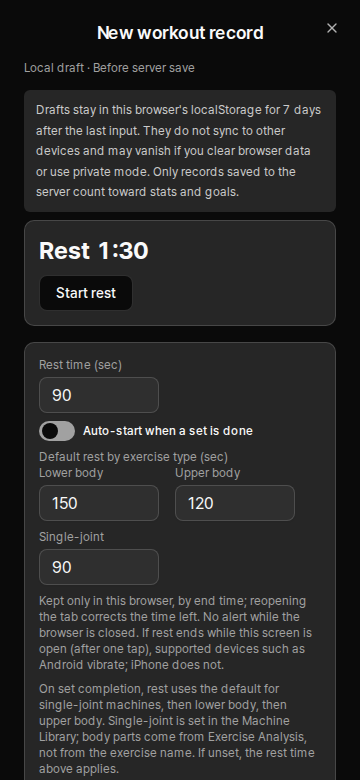 New workout record
×
Local draft · Before server save
Drafts stay in this browser's localStorage for 7 days
after the last input. They do not sync to other
devices and may vanish if you clear browser data
or use private mode. Only records saved to the
server count toward stats and goals.
Rest 1:30
Start rest
Rest time (sec)
90
Auto-start when a set is done
Default rest by exercise type (sec)
Lower body
Upper body
150
120
Single-joint
90
Kept only in this browser, by end time; reopening
the tab corrects the time left. No alert while the
browser is closed. If rest ends while this screen is
open (after one tap), supported devices such as
Android vibrate; iPhone does not.
On set completion, rest uses the default for
single-joint machines, then lower body, then
upper body. Single-joint is set in the Machine
Library; body parts come from Exercise Analysis,
not from the exercise name. If unset, the rest time
above applies.